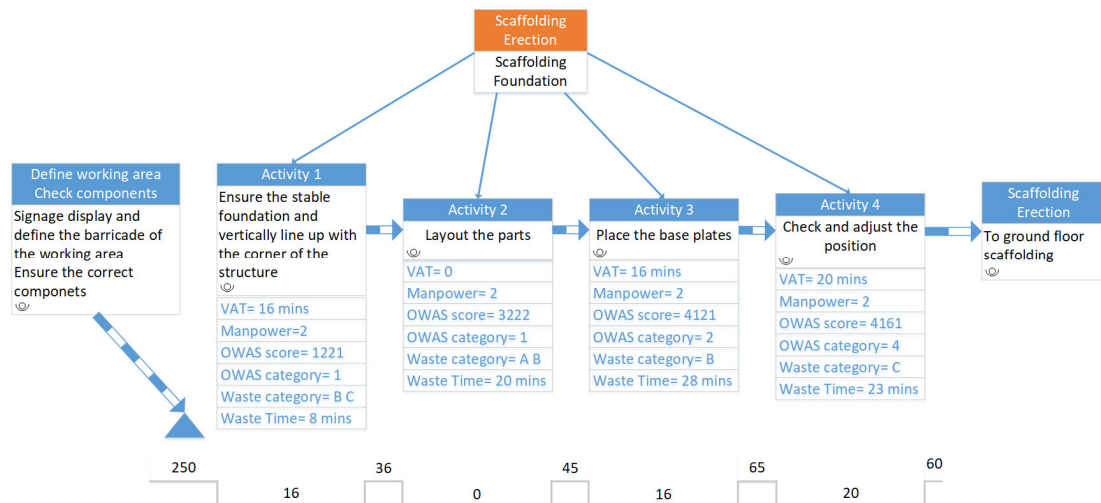 Scaffolding
Erection
Scaffolding
Foundation
Define working area
Check components
Signage display and
define the barricade of
the working area
Ensure the correct
componets
Activity 1
Ensure the stable
foundation and
vertically line up with
the corner of the
structure
VAT= 16 mins
Manpower=2
OWAS score= 1221
OWAS category= 1
Waste category= B C
Waste Time= 8 mins
Activity 2
Layout the parts
VAT= 0
Manpower= 2
OWAS score= 3222
OWAS category= 1
Waste category= A B
Waste Time= 20 mins
Activity 3
Place the base plates
VAT= 16 mins
Manpower= 2
OWAS score= 4121
OWAS category= 2
Waste category= B
Waste Time= 28 mins
Activity 4
Check and adjust the
position
VAT= 20 mins
Manpower= 2
OWAS score= 4161
OWAS category= 4
Waste category= C
Waste Time= 23 mins
Scaffolding
Erection
To ground floor
scaffolding
250 36 45 65 60
16 0 16 20